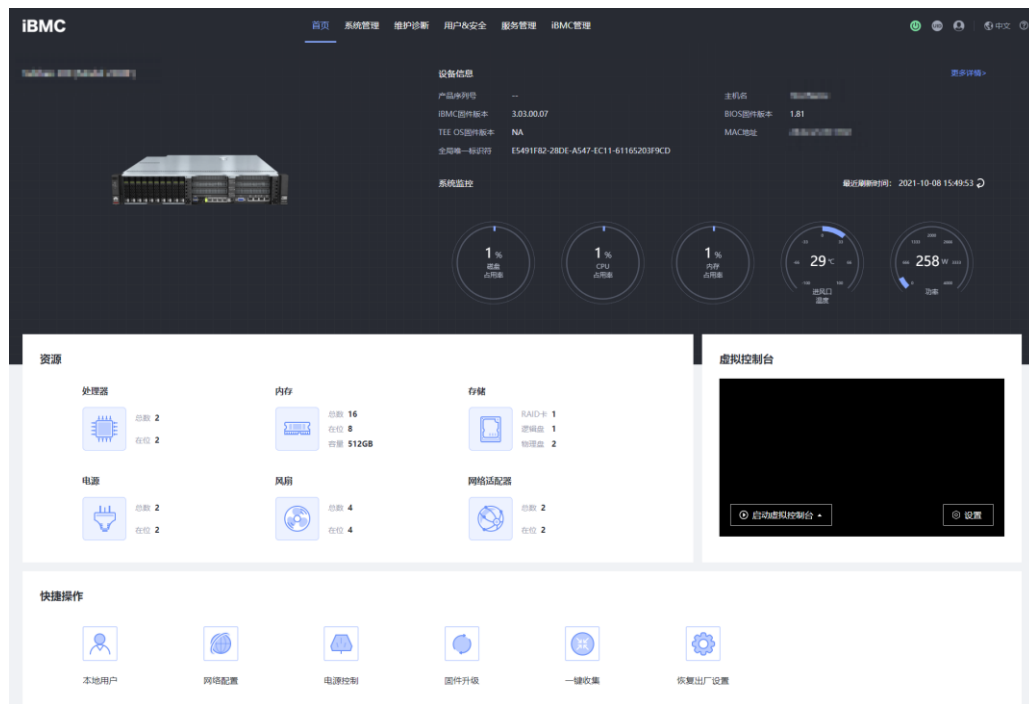 iBMC
首页 系统管理 维护诊断 用户&安全 服务管理 iBMC管理
中文
设备信息 更多详情>
产品序列号 -- 主机名
iBMC固件版本 3.03.00.07 BIOS固件版本 1.81
TEE OS固件版本 NA MAC地址
全局唯一标识符 E5491F82-28DE-A547-EC11-61165203F9CD
系统监控 最近刷新时间: 2021-10-08 15:49:53
1 % 磁盘 占用率
1 % CPU 占用率
1 % 内存 占用率
29 ℃ 进风口 温度
258 W 功率
资源 虚拟控制台
处理器 内存 存储
总数 2
在位 2
总数 16
在位 8
容量 512GB
RAID卡 1
逻辑盘 1
物理盘 2
电源 风扇 网络适配器
总数 2
在位 2
总数 4
在位 4
总数 2
在位 2
启动虚拟控制台 设置
快捷操作
本地用户 网络配置 电源控制 固件升级 一键收集 恢复出厂设置